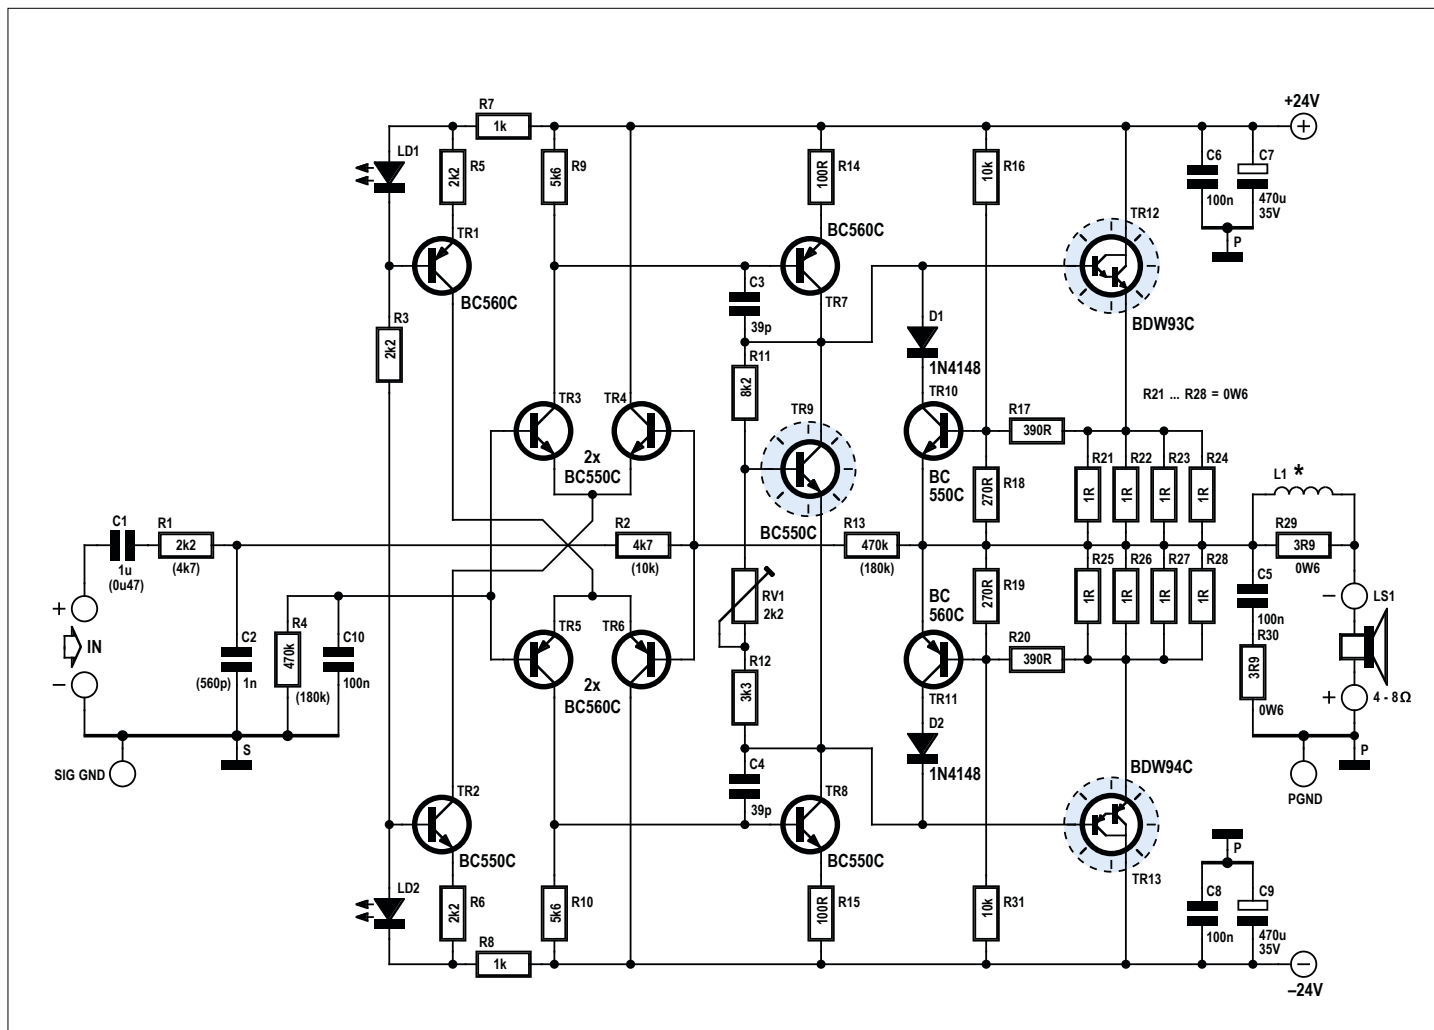 +24V
R7
1k
LD1
R5
2k2
R9
5k6
R14
100R
R16
10k
C6
100n
C7
470u
35V
P
TR1
BC560C
BC560C
TR7
TR12
BDW93C
C3
39p
R3
2k2
D1
1N4148
R11
8k2
TR3
TR4
2x
BC550C
TR9
BC550C
TR10
BC
550C
R17
390R
R21 ... R28 = 0W6
R18
270R
R21
1R
R22
1R
R23
1R
R24
1R
L1 *
C1
1u
(0u47)
R1
2k2
(4k7)
R2
4k7
(10k)
R13
470k
(180k)
R29
3R9
0W6
+
IN
−
R4
470k
(180k)
C2
1n
(560p)
C10
100n
TR5
TR6
2x
BC560C
RV1
2k2
BC
560C
TR11
R19
270R
R20
390R
R25
1R
R26
1R
R27
1R
R28
1R
C5
100n
R30
3R9
0W6
−
LS1
+
4 - 8Ω
R12
3k3
SIG GND
S
D2
1N4148
PGND
P
TR2
BC550C
C4
39p
TR8
BC550C
BDW94C
TR13
P
LD2
R6
2k2
R10
5k6
R15
100R
R31
10k
C8
100n
C9
470u
35V
R8
1k
−24V